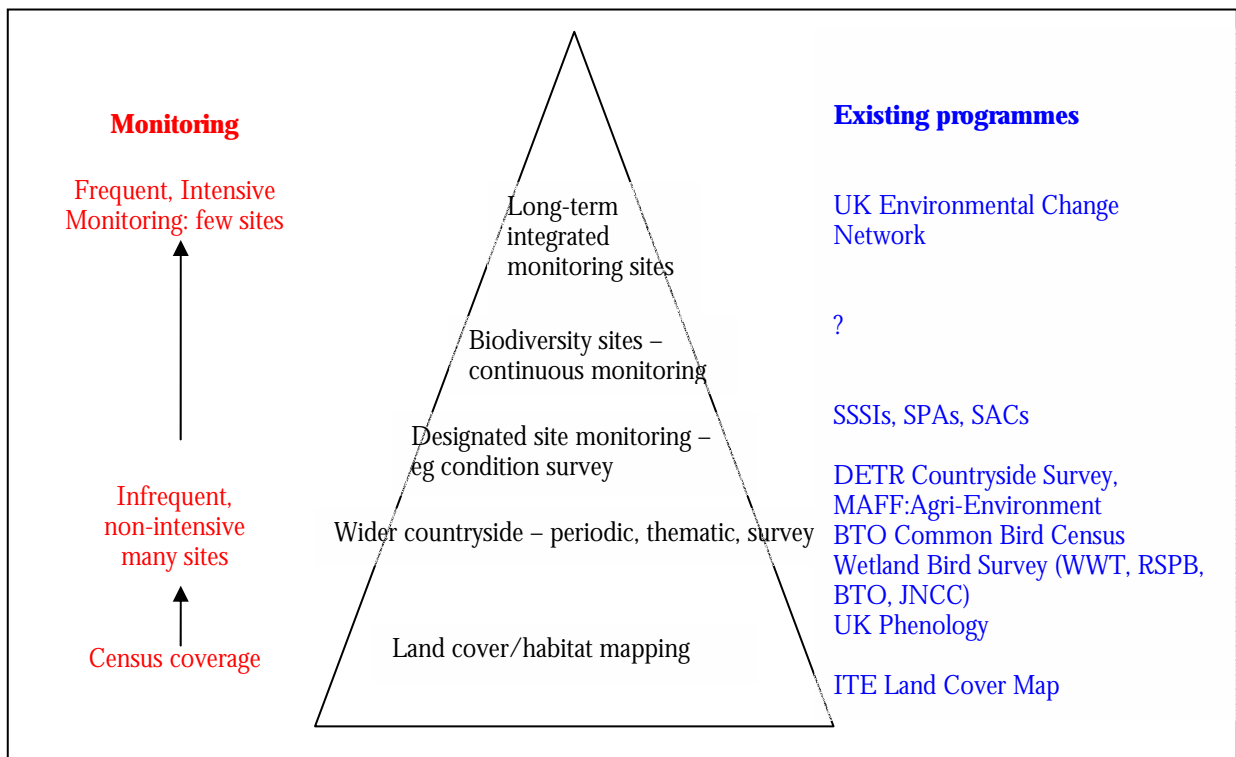 Monitoring
Frequent, Intensive
Monitoring: few sites
Infrequent,
non-intensive
many sites
Census coverage
Long-term
integrated
monitoring sites
Biodiversity sites –
continuous monitoring
Designated site monitoring –
eg condition survey
Wider countryside – periodic, thematic, survey
Land cover/habitat mapping
Existing programmes
UK Environmental Change
Network
?
SSSIs, SPAs, SACs
DETR Countryside Survey,
MAFF:Agri-Environment
BTO Common Bird Census
Wetland Bird Survey (WWT, RSPB,
BTO, JNCC)
UK Phenology
ITE Land Cover Map